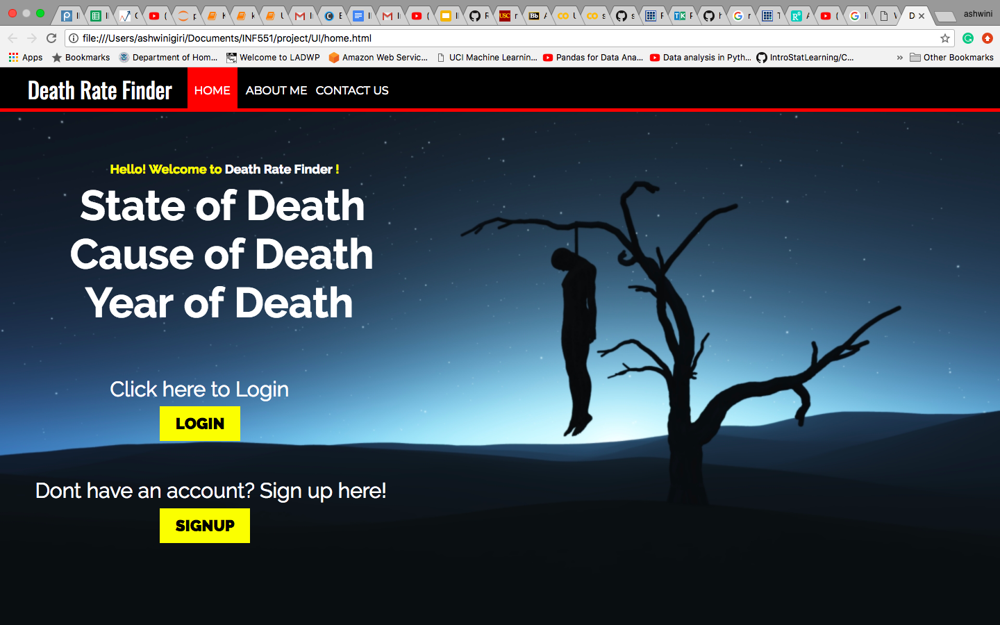 ashwini
file:///Users/ashwinigiri/Documents/INF551/project/UI/home.html
Apps Bookmarks Department of Hom... Welcome to LADWP Amazon Web Servic... UCI Machine Learnin... Pandas for Data Ana... Data analysis in Pyth... IntroStatLearning/C... » Other Bookmarks
Death Rate Finder HOME ABOUT ME CONTACT US
Hello! Welcome to Death Rate Finder !
State of Death
Cause of Death
Year of Death
Click here to Login
LOGIN
Dont have an account? Sign up here!
SIGNUP